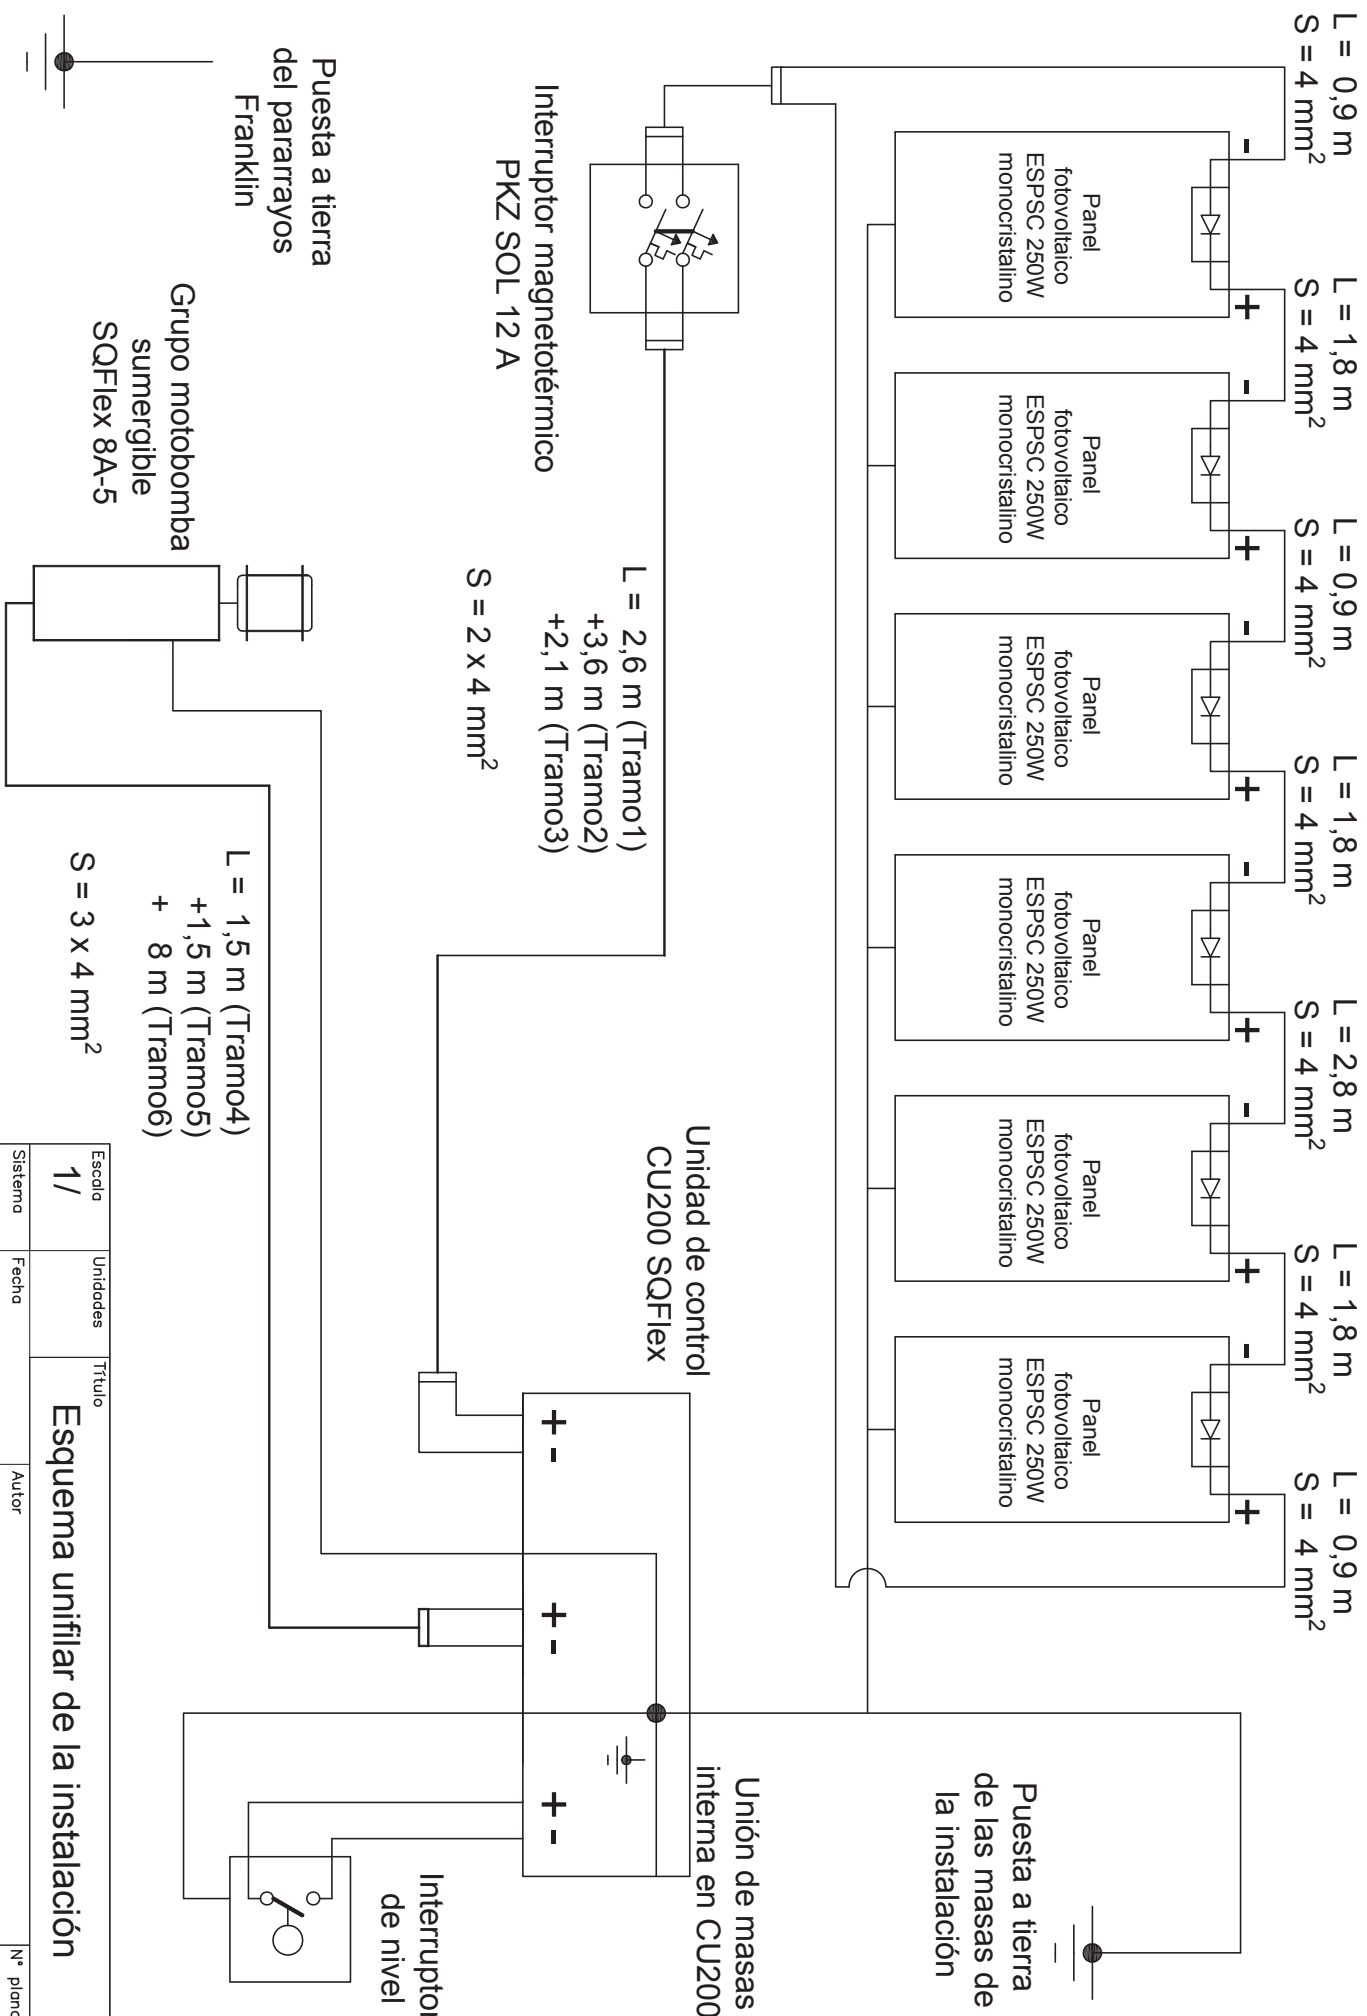 L = 0,9 m
S = 4 mm²
L = 1,8 m
S = 4 mm²
L = 0,9 m
S = 4 mm²
L = 1,8 m
S = 4 mm²
L = 2,8 m
S = 4 mm²
L = 1,8 m
S = 4 mm²
L = 0,9 m
S = 4 mm²
- +
- +
- +
- +
- +
- +
Panel
fotovoltaico
ESPSC 250W
monocristalino
Panel
fotovoltaico
ESPSC 250W
monocristalino
Panel
fotovoltaico
ESPSC 250W
monocristalino
Panel
fotovoltaico
ESPSC 250W
monocristalino
Panel
fotovoltaico
ESPSC 250W
monocristalino
Panel
fotovoltaico
ESPSC 250W
monocristalino
Puesta a tierra
de las masas de
la instalación
Interruptor magnetotérmico
PKZ SOL 12 A
L = 2,6 m (Tramo1)
+3,6 m (Tramo2)
+2,1 m (Tramo3)
S = 2 x 4 mm²
Unidad de control
CU200 SQFlex
Unión de masas
interna en CU200
+ -
+ -
+ -
Interruptor
de nivel
Puesta a tierra
del pararrayos
Franklin
Grupo motobomba
sumergible
SQFlex 8A-5
L = 1,5 m (Tramo4)
+1,5 m (Tramo5)
+ 8 m (Tramo6)
S = 3 x 4 mm²
Escala
1/
Unidades
Título
Esquema unifilar de la instalación
Sistema
Fecha
Autor
Nº plano